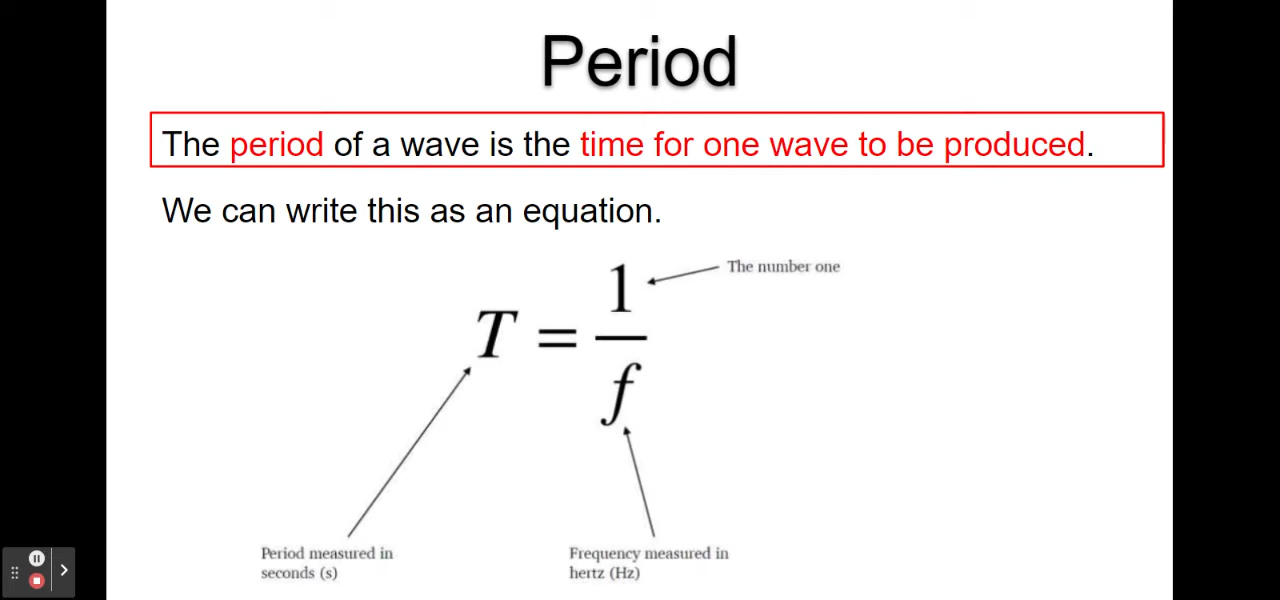 Period
The period of a wave is the time for one wave to be produced.
We can write this as an equation.
The number one
T = 1/f
Period measured in
seconds (s)
Frequency measured in
hertz (Hz)